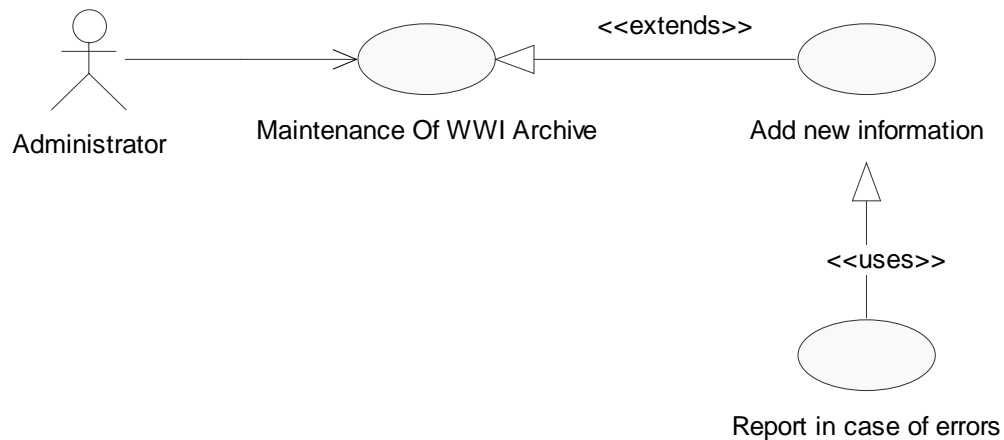 <<extends>>
Administrator
Maintenance Of WWI Archive
Add new information
<<uses>>
Report in case of errors